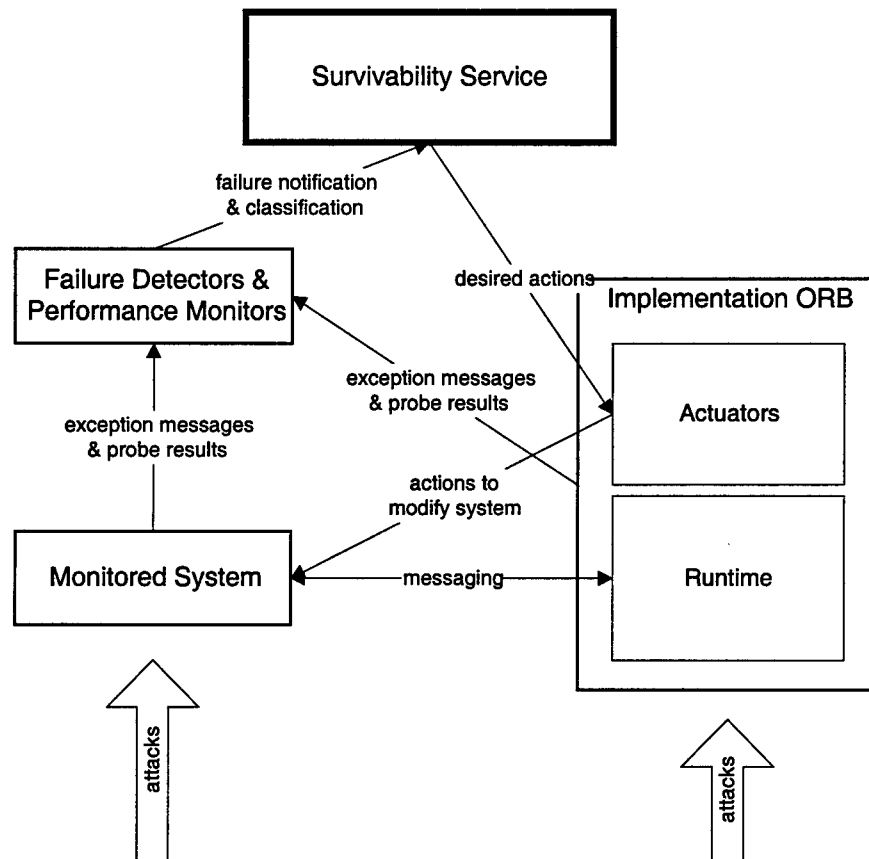 Survivability Service
failure notification
& classification
Failure Detectors &
Performance Monitors
desired actions
Implementation ORB
exception messages
& probe results
Actuators
exception messages
& probe results
actions to
modify system
Monitored System
messaging
Runtime
attacks
attacks